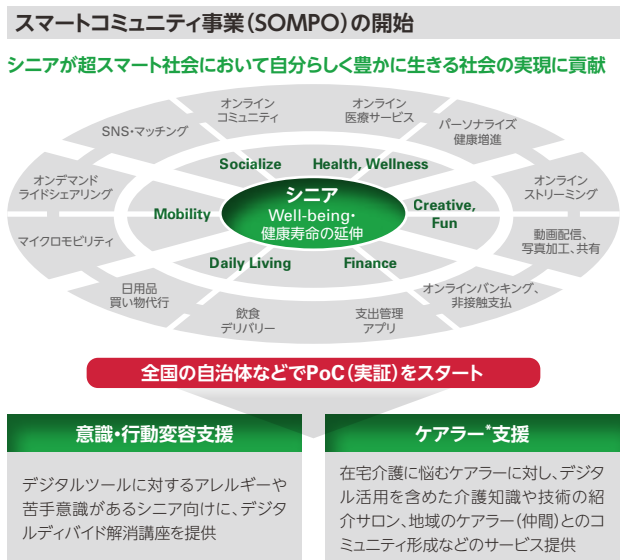 スマートコミュニティ事業（SOMPO）の開始
シニアが超スマート社会において自分らしく豊かに生きる社会の実現に貢献
オンライン
コミュニティ
オンライン
医療サービス
SNS・マッチング
パーソナライズ
健康増進
Socialize
Health, Wellness
オンデマンド
ライドシェアリング
オンライン
ストリーミング
シニア
Well-being・
健康寿命の延伸
Mobility
Creative,
Fun
マイクロモビリティ
動画配信、
写真加工、共有
Daily Living
Finance
日用品
買い物代行
オンラインバンキング、
非接触支払
飲食
デリバリー
支出管理
アプリ
全国の自治体などでPoC（実証）をスタート
意識・行動変容支援
デジタルツールに対するアレルギーや
苦手意識があるシニア向けに、デジタ
ルディバイド解消講座を提供
ケアラー*支援
在宅介護に悩むケアラーに対し、デジタ
ル活用を含めた介護知識や技術の紹
介サロン、地域のケアラー（仲間）とのコ
ミュニティ形成などのサービス提供